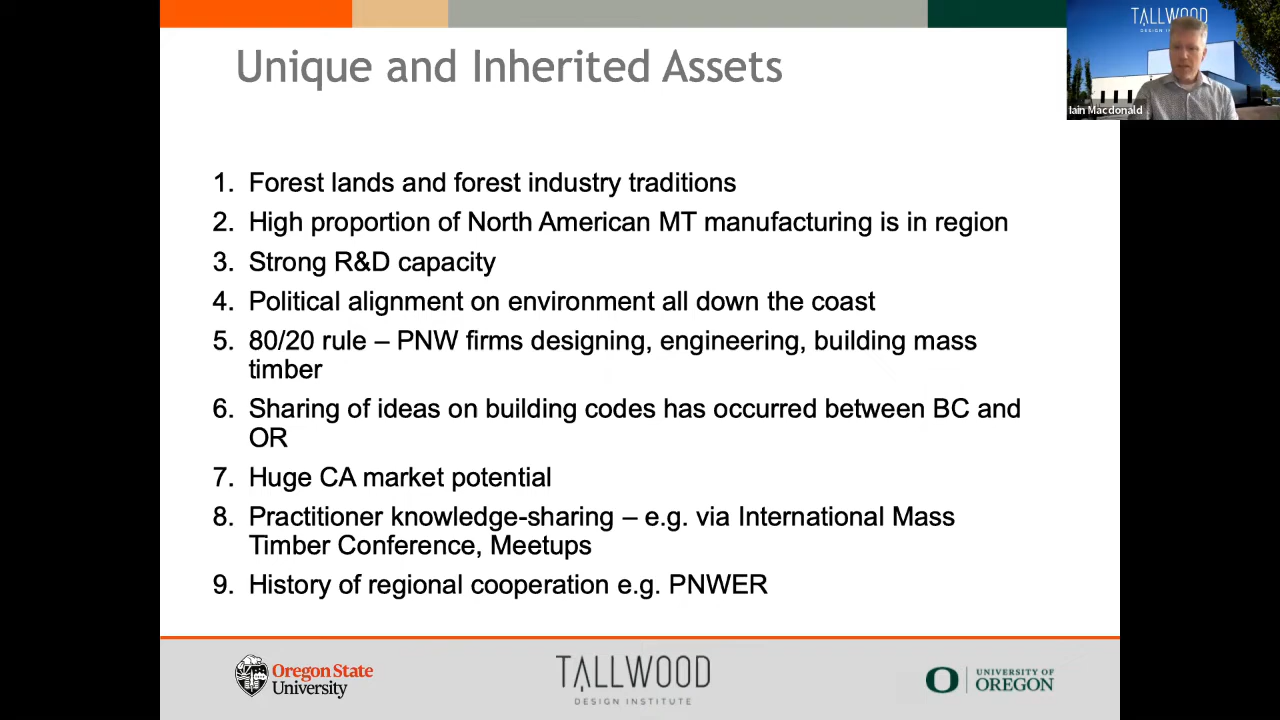 Unique and Inherited Assets
TALLWOOD
DESIGN INSTITUTE
Iain Macdonald
1. Forest lands and forest industry traditions
2. High proportion of North American MT manufacturing is in region
3. Strong R&D capacity
4. Political alignment on environment all down the coast
5. 80/20 rule – PNW firms designing, engineering, building mass
timber
6. Sharing of ideas on building codes has occurred between BC and
OR
7. Huge CA market potential
8. Practitioner knowledge-sharing – e.g. via International Mass
Timber Conference, Meetups
9. History of regional cooperation e.g. PNWER
Oregon State
University
TALLWOOD
DESIGN INSTITUTE
O
UNIVERSITY OF
OREGON